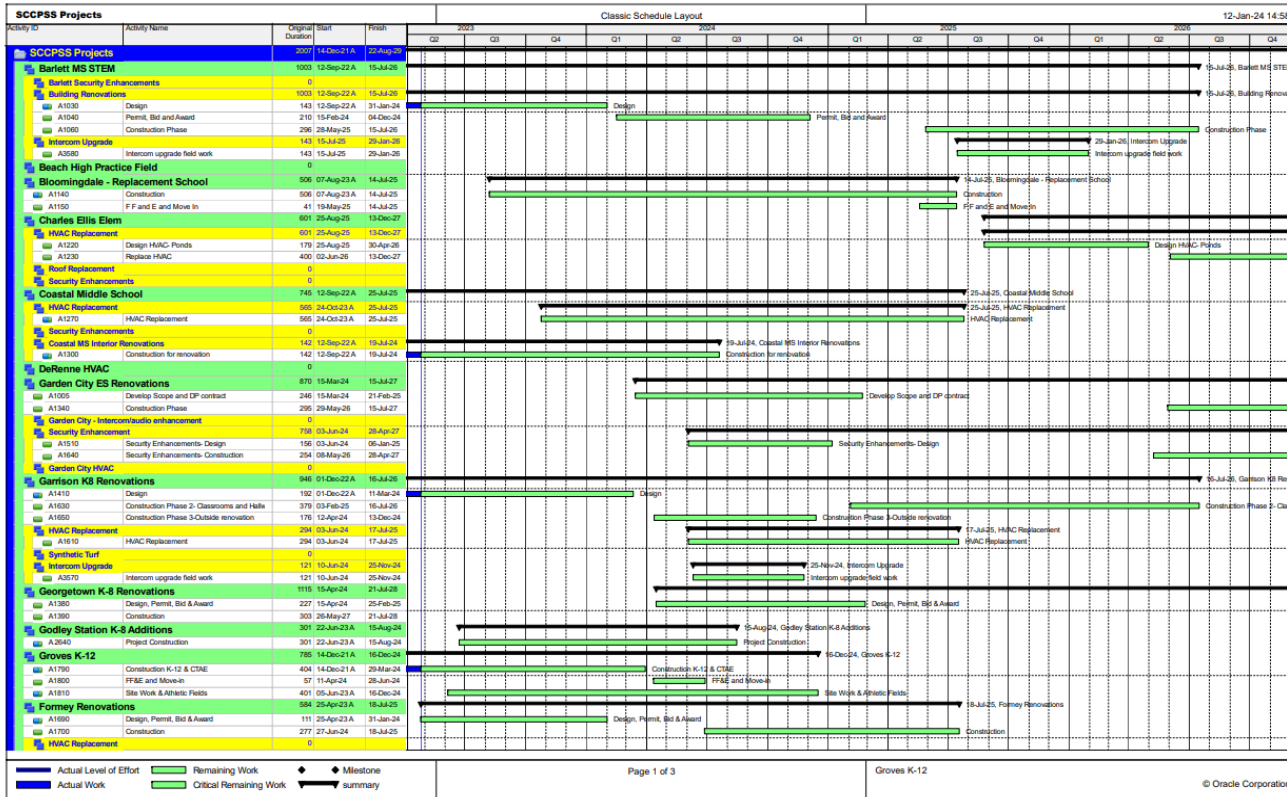 SCCPSS Projects Classic Schedule Layout 12-Jan-24 14:58
Activity ID Activity Name Original Duration Start Finish 2023 2024 2025 2026
Q2 Q3 Q4 Q1 Q2 Q3 Q4 Q1 Q2 Q3 Q4 Q1 Q2 Q3 Q4
SCCPSS Projects 2007 14-Dec-21 A 22-Aug-29
Barlett MS STEM 1003 12-Sep-22 A 15-Jul-26 15-Jul-26, Barlett MS STEM
Barlett Security Enhancements 0
Building Renovations 1003 12-Sep-22 A 15-Jul-26 15-Jul-26, Building Renova
A1030 Design 143 12-Sep-22 A 31-Jan-24 Design
A1040 Permit, Bid and Award 210 15-Feb-24 04-Dec-24 Permit, Bid and Award
A1060 Construction Phase 296 28-May-25 15-Jul-26 Construction Phase
Intercom Upgrade 143 15-Jul-25 29-Jan-26 29-Jan-26, Intercom Upgrade
A3580 Intercom upgrade field work 143 15-Jul-25 29-Jan-26 Intercom upgrade field work
Beach High Practice Field 0
Bloomingdale - Replacement School 506 07-Aug-23 A 14-Jul-25 14-Jul-25, Bloomingdale - Replacement School
A1140 Construction 506 07-Aug-23 A 14-Jul-25 Construction
A1150 F F and E and Move In 41 19-May-25 14-Jul-25 F F and E and Move In
Charles Ellis Elem 601 25-Aug-25 13-Dec-27
HVAC Replacement 601 25-Aug-25 13-Dec-27
A1220 Design HVAC- Ponds 179 25-Aug-25 30-Apr-26 Design HVAC- Ponds
A1230 Replace HVAC 400 02-Jun-26 13-Dec-27
Roof Replacement 0
Security Enhancements 0
Coastal Middle School 745 12-Sep-22 A 25-Jul-25 25-Jul-25, Coastal Middle School
HVAC Replacement 565 24-Oct-23 A 25-Jul-25 25-Jul-25, HVAC Replacement
A1270 HVAC Replacement 565 24-Oct-23 A 25-Jul-25 HVAC Replacement
Security Enhancements 0
Coastal MS Interior Renovations 142 12-Sep-22 A 19-Jul-24 19-Jul-24, Coastal MS Interior Renovations
A1300 Construction for renovation 142 12-Sep-22 A 19-Jul-24 Construction for renovation
DeRenne HVAC 0
Garden City ES Renovations 870 15-Mar-24 15-Jul-27
A1005 Develop Scope and DP contract 246 15-Mar-24 21-Feb-25 Develop Scope and DP contract
A1340 Construction Phase 295 29-May-26 15-Jul-27
Garden City - Intercom/audio enhancement 0
Security Enhancement 758 03-Jun-24 28-Apr-27
A1510 Security Enhancements- Design 156 03-Jun-24 06-Jan-25 Security Enhancements- Design
A1640 Security Enhancements- Construction 254 08-May-26 28-Apr-27
Garden City HVAC 0
Garrison K8 Renovations 946 01-Dec-22 A 16-Jul-26 16-Jul-26, Garrison K8 Re
A1410 Design 192 01-Dec-22 A 11-Mar-24 Design
A1630 Construction Phase 2- Classrooms and Hallw 379 03-Feb-25 16-Jul-26 Construction Phase 2- Cla
A1650 Construction Phase 3-Outside renovation 176 12-Apr-24 13-Dec-24 Construction Phase 3-Outside renovation
HVAC Replacement 294 03-Jun-24 17-Jul-25 17-Jul-25, HVAC Replacement
A1610 HVAC Replacement 294 03-Jun-24 17-Jul-25 HVAC Replacement
Synthetic Turf 0
Intercom Upgrade 121 10-Jun-24 25-Nov-24 25-Nov-24, Intercom Upgrade
A3570 Intercom upgrade field work 121 10-Jun-24 25-Nov-24 Intercom upgrade field work
Georgetown K-8 Renovations 1115 15-Apr-24 21-Jul-28
A1380 Design, Permit, Bid & Award 227 15-Apr-24 25-Feb-25 Design, Permit, Bid & Award
A1390 Construction 303 26-May-27 21-Jul-28
Godley Station K-8 Additions 301 22-Jun-23 A 15-Aug-24 15-Aug-24, Godley Station K-8 Additions
A2640 Project Construction 301 22-Jun-23 A 15-Aug-24 Project Construction
Groves K-12 785 14-Dec-21 A 16-Dec-24 16-Dec-24, Groves K-12
A1790 Construction K-12 & CTAE 404 14-Dec-21 A 29-Mar-24 Construction K-12 & CTAE
A1800 FF&E and Move-in 57 11-Apr-24 28-Jun-24 FF&E and Move-in
A1810 Site Work & Athletic Fields 401 05-Jun-23 A 16-Dec-24 Site Work & Athletic Fields
Formey Renovations 584 25-Apr-23 A 18-Jul-25 18-Jul-25, Formey Renovations
A1690 Design, Permit, Bid & Award 111 25-Apr-23 A 31-Jan-24 Design, Permit, Bid & Award
A1700 Construction 277 27-Jun-24 18-Jul-25 Construction
HVAC Replacement 0
Actual Level of Effort Remaining Work Milestone Page 1 of 3 Groves K-12
Actual Work Critical Remaining Work summary © Oracle Corporation